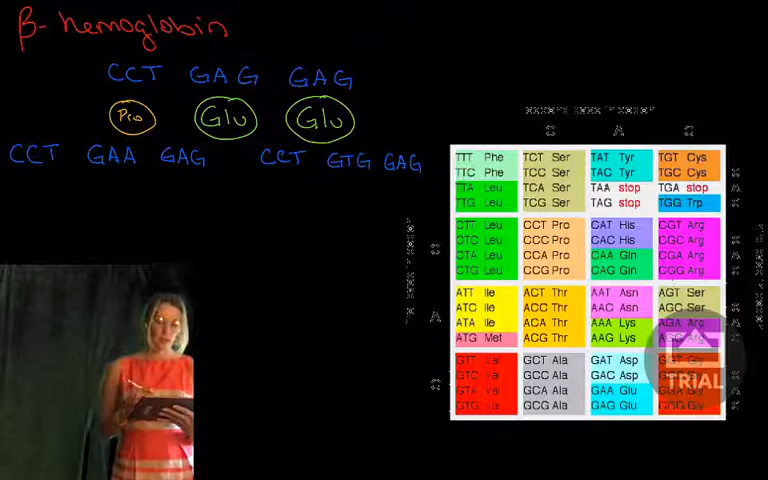 β-hemoglobin
CCT GAG GAG
Pro Glu Glu
CCT GAA GAG CCT GTG GAG
C A G
TTT Phe TCT Ser TAT Tyr TGT Cys
TTC Phe TCC Ser TAC Tyr TGC Cys
TTA Leu TCA Ser TAA stop TGA stop
TTG Leu TCG Ser TAG stop TGG Trp
C CTT Leu CCT Pro CAT His CGT Arg
CTC Leu CCC Pro CAC His CGC Arg
CTA Leu CCA Pro CAA Gln CGA Arg
CTG Leu CCG Pro CAG Gln CGG Arg
ATT Ile ACT Thr AAT Asn AGT Ser
A ATC Ile ACC Thr AAC Asn AGC Ser
ATA Ile ACA Thr AAA Lys AGA Arg
ATG Met ACG Thr AAG Lys AGG Arg
GTT Val GCT Ala GAT Asp GGT Gly
G GTC Val GCC Ala GAC Asp
GTA Val GCA Ala GAA Glu
GTG Val GCG Ala GAG Glu Gly
TRIAL